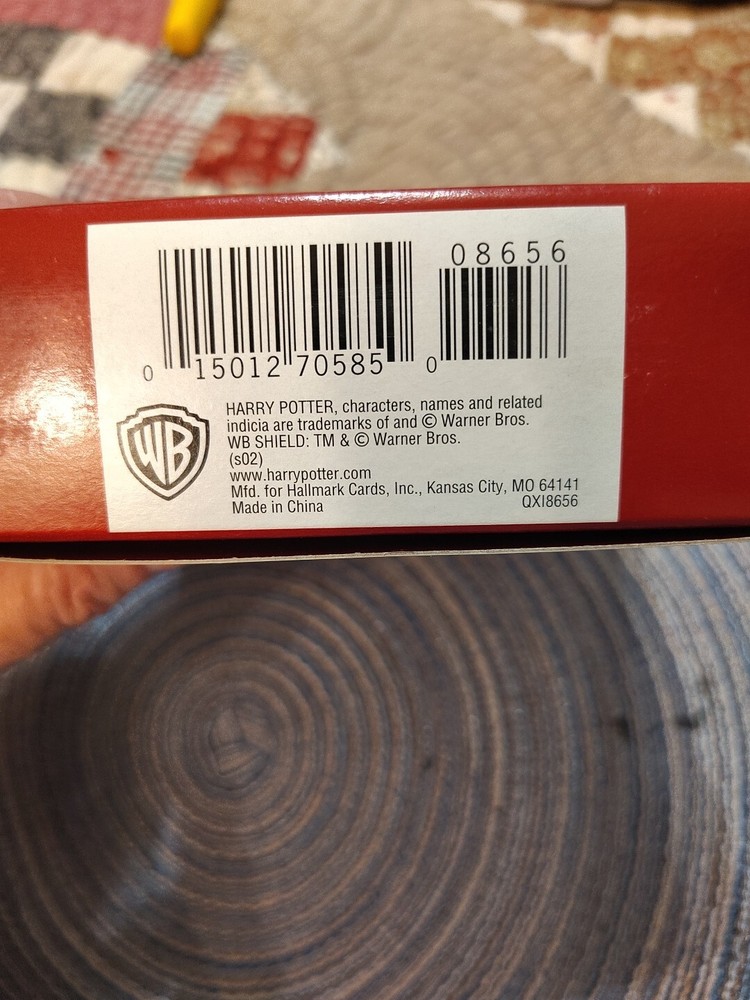 08656
0 15012 70585 0
WB
HARRY POTTER, characters, names and related
indicia are trademarks of and © Warner Bros.
WB SHIELD: TM & © Warner Bros.
(s02)
www.harrypotter.com
Mfd. for Hallmark Cards, Inc., Kansas City, MO 64141
Made in China
QXI8656